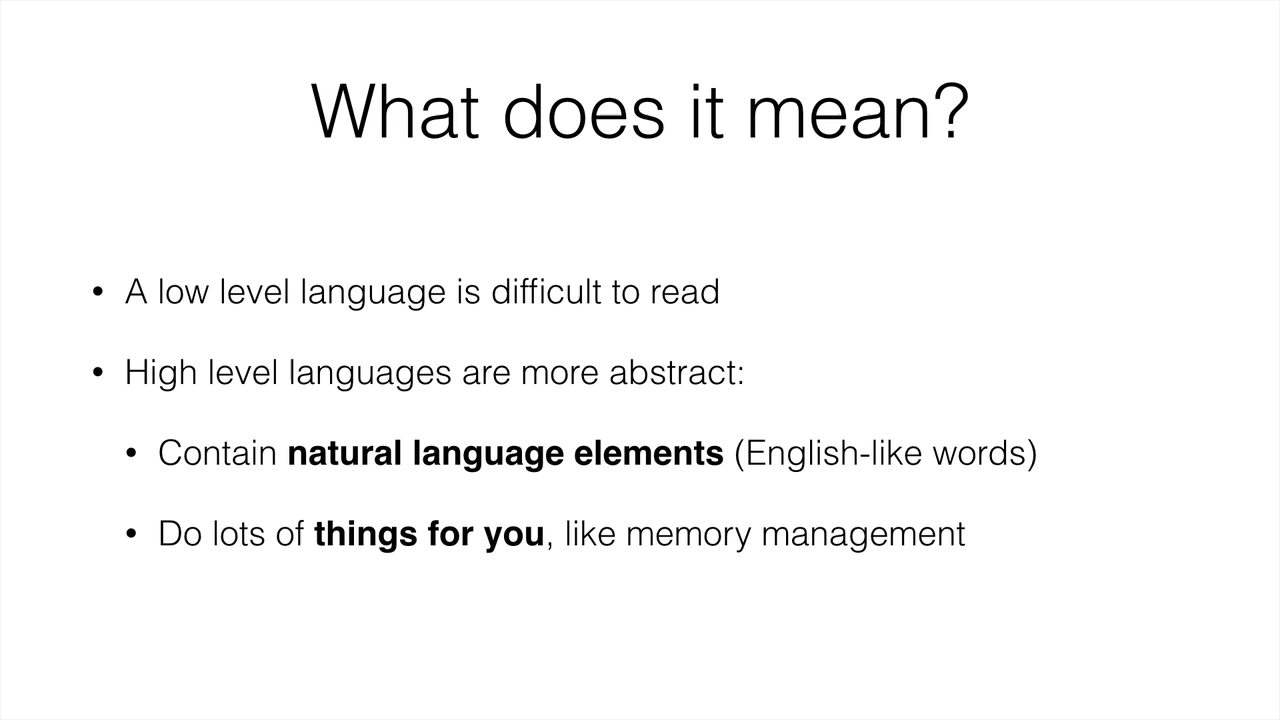 What does it mean?
• A low level language is difficult to read
• High level languages are more abstract:
• Contain natural language elements (English-like words)
• Do lots of things for you, like memory management